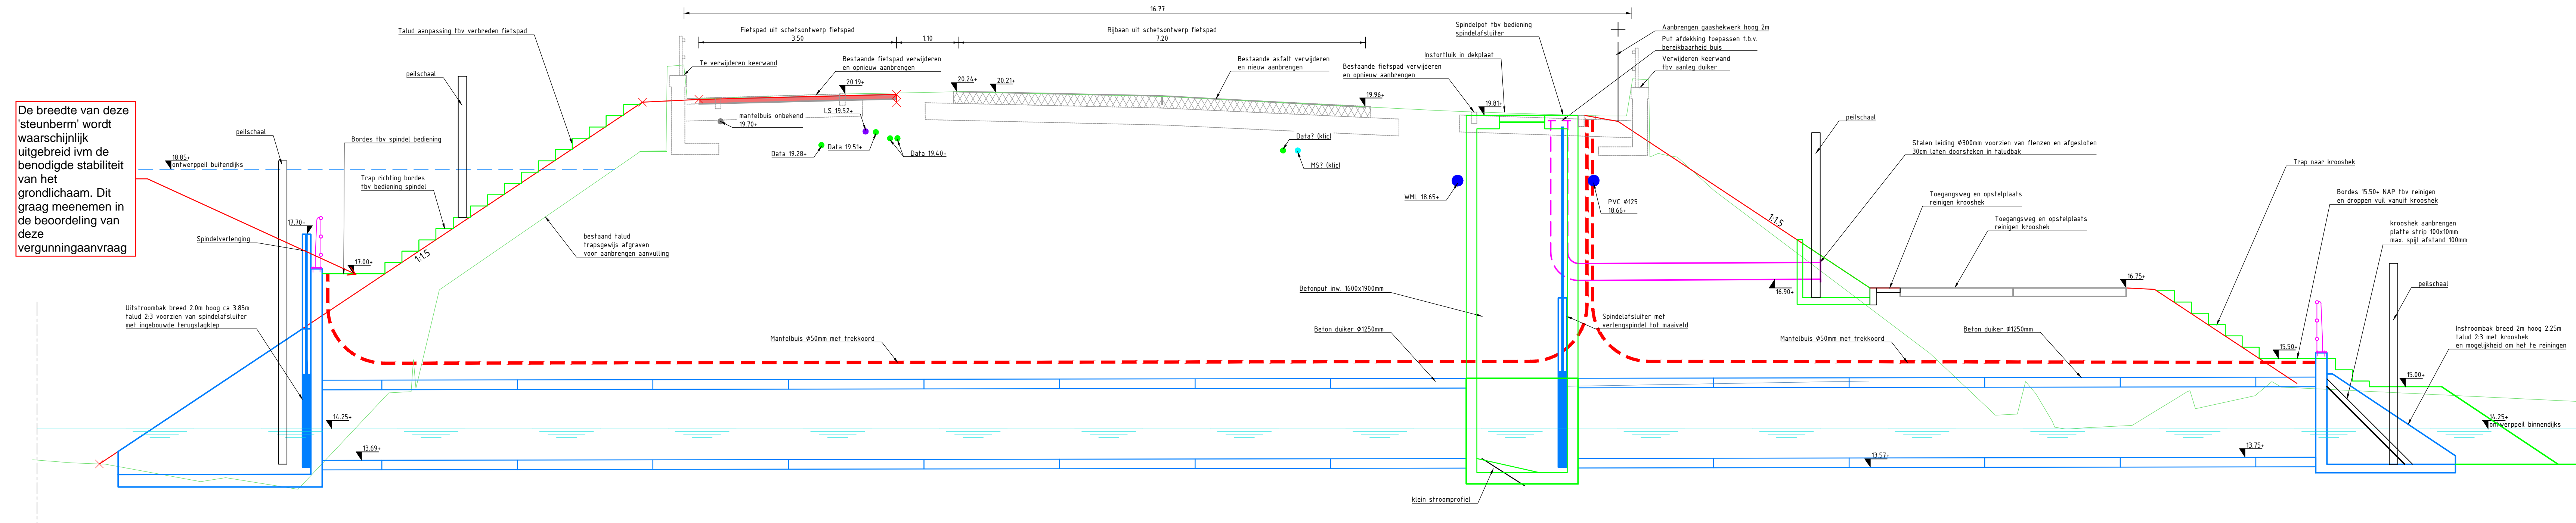 16.77
Fietspad uit schetsontwerp fietspad
3.50
1.10
Rijbaan uit schetsontwerp fietspad
7.20
Talud aanpassing tbv verbreden fietspad
Te verwijderen keerwand
Bestaande fietspad verwijderen
en opnieuw aanbrengen
20.19+
20.24+
20.21+
Bestaande asfalt verwijderen
en nieuw aanbrengen
19.96+
Bestaande fietspad verwijderen
en opnieuw aanbrengen
Instortluik in dekplaat
Spindelpot tbv bediening
spindelafsluiter
Aanbrengen gaashekwerk hoog 2m
Put afdekking toepassen t.b.v.
bereikbaarheid buis
Verwijderen keerwand
tbv aanleg duiker
19.81+
peilschaal
De breedte van deze
'steunberm' wordt
waarschijnlijk
uitgebreid ivm de
benodigde stabiliteit
van het
grondlichaam. Dit
graag meenemen in
de beoordeling van
deze
vergunningaanvraag
peilschaal
Bordes tbv spindel bediening
18.85+
ontwerppeil buitendijks
Trap richting bordes
tbv bediening spindel
mantelbuis onbekend
19.70+
LS 19.52+
Data 19.28+
Data 19.51+
Data 19.40+
Data? (klic)
MS? (klic)
WML 18.65+
PVC Ø125
18.66+
peilschaal
Stalen leiding Ø300mm voorzien van flenzen en afgesloten
30cm laten doorsteken in taludbak
Trap naar krooshek
Toegangsweg en opstelplaats
reinigen krooshek
Toegangsweg en opstelplaats
reinigen krooshek
Bordes 15.50+ NAP tbv reinigen
en droppen vuil vanuit krooshek
krooshek aanbrengen
platte strip 100x10mm
max. spijl afstand 100mm
17.70+
Spindelverlenging
17.00+
1:1.5
bestaand talud
trapsgewijs afgraven
voor aanbrengen aanvulling
1:1.5
16.90+
16.75+
peilschaal
Uitstroombak breed 2.0m hoog ca 3.85m
talud 2:3 voorzien van spindelafsluiter
met ingebouwde terugslagklep
Mantelbuis Ø50mm met trekkoord
Betonput inw. 1600x1900mm
Beton duiker Ø1250mm
Spindelafsluiter met
verlengspindel tot maaiveld
Mantelbuis Ø50mm met trekkoord
Beton duiker Ø1250mm
15.50+
Instroombak breed 2m hoog 2.25m
talud 2:3 met krooshek
en mogelijkheid om het te reinigen
15.00+
14.25+
14.25+
ontwerppeil binnendijks
13.69+
13.57+
13.75+
klein stroomprofiel